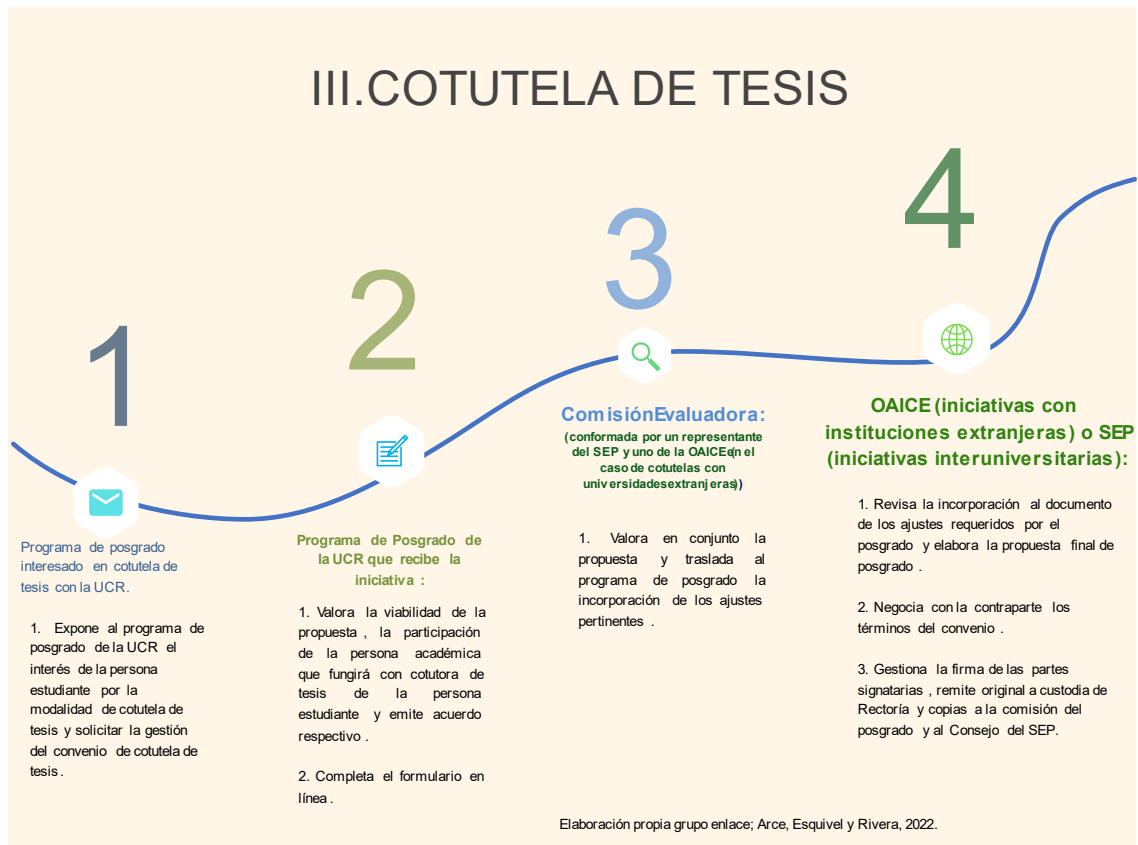 III.COTUTELA DE TESIS
1
Programa de posgrado
interesado en cotutela de
tesis con la UCR.
1. Expone al programa de
posgrado de la UCR el
interés de la persona
estudiante por la
modalidad de cotutela de
tesis y solicitar la gestión
del convenio de cotutela de
tesis.
2
Programa de Posgrado de
la UCR que recibe la
iniciativa :
1. Valora la viabilidad de la
propuesta , la participación
de la persona académica
que fungirá con cotutora de
tesis de la persona
estudiante y emite acuerdo
respectivo .
2. Completa el formulario en
línea .
3
ComisiónEvaluadora:
(conformada por un representante
del SEP y uno de la OAICE(en el
caso de cotutelas con
universidadesextranjeras))
1. Valora en conjunto la
propuesta y traslada al
programa de posgrado la
incorporación de los ajustes
pertinentes .
4
OAICE (iniciativas con
instituciones extranjeras) o SEP
(iniciativas interuniversitarias):
1. Revisa la incorporación al documento
de los ajustes requeridos por el
posgrado y elabora la propuesta final de
posgrado .
2. Negocia con la contraparte los
términos del convenio .
3. Gestiona la firma de las partes
signatarias , remite original a custodia de
Rectoría y copias a la comisión del
posgrado y al Consejo del SEP.
Elaboración propia grupo enlace; Arce, Esquivel y Rivera, 2022.